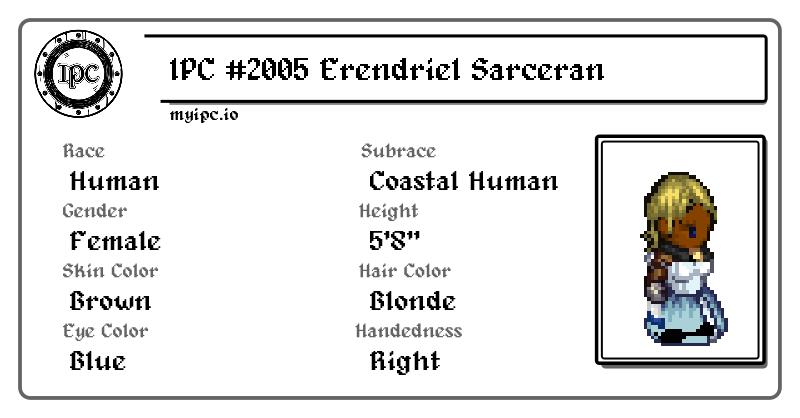 IPC
IPC #2005 Erendriel Sarceran
myipc.io
Race
Human
Subrace
Coastal Human
Gender
Female
Height
5'8"
Skin Color
Brown
Hair Color
Blonde
Eye Color
Blue
Handedness
Right